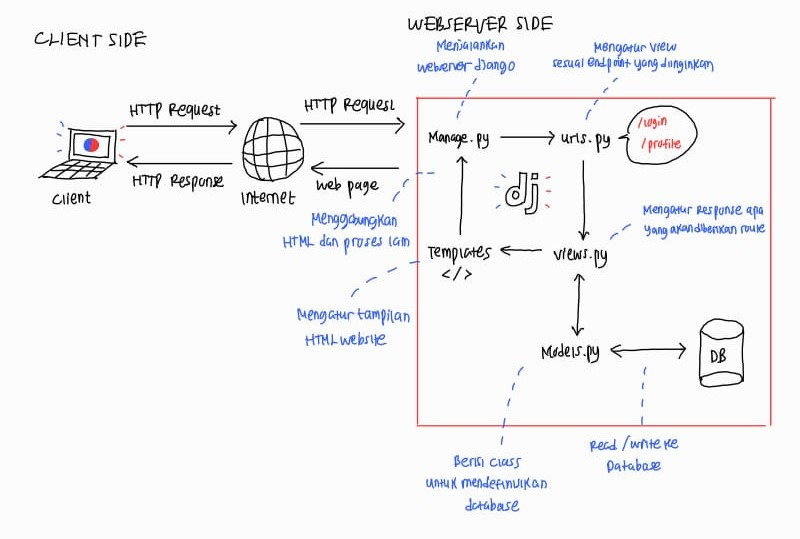 CLIENT SIDE
WEBSERVER SIDE
Menjalankan
webserver django
Mengatur view
sesuai endpoint yang diinginkan
HTTP Request
HTTP Request
Manage.py
urls.py
/login
/profile
HTTP Response
web page
Client
Internet
dj
Menggabungkan
HTML dan proses lain
Mengatur Response apa
yang akan diberikan route
Templates
</>
views.py
Mengatur tampilan
HTML website
Models.py
DB
Berisi class
untuk mendefinisikan
database
Read / write ke
Database